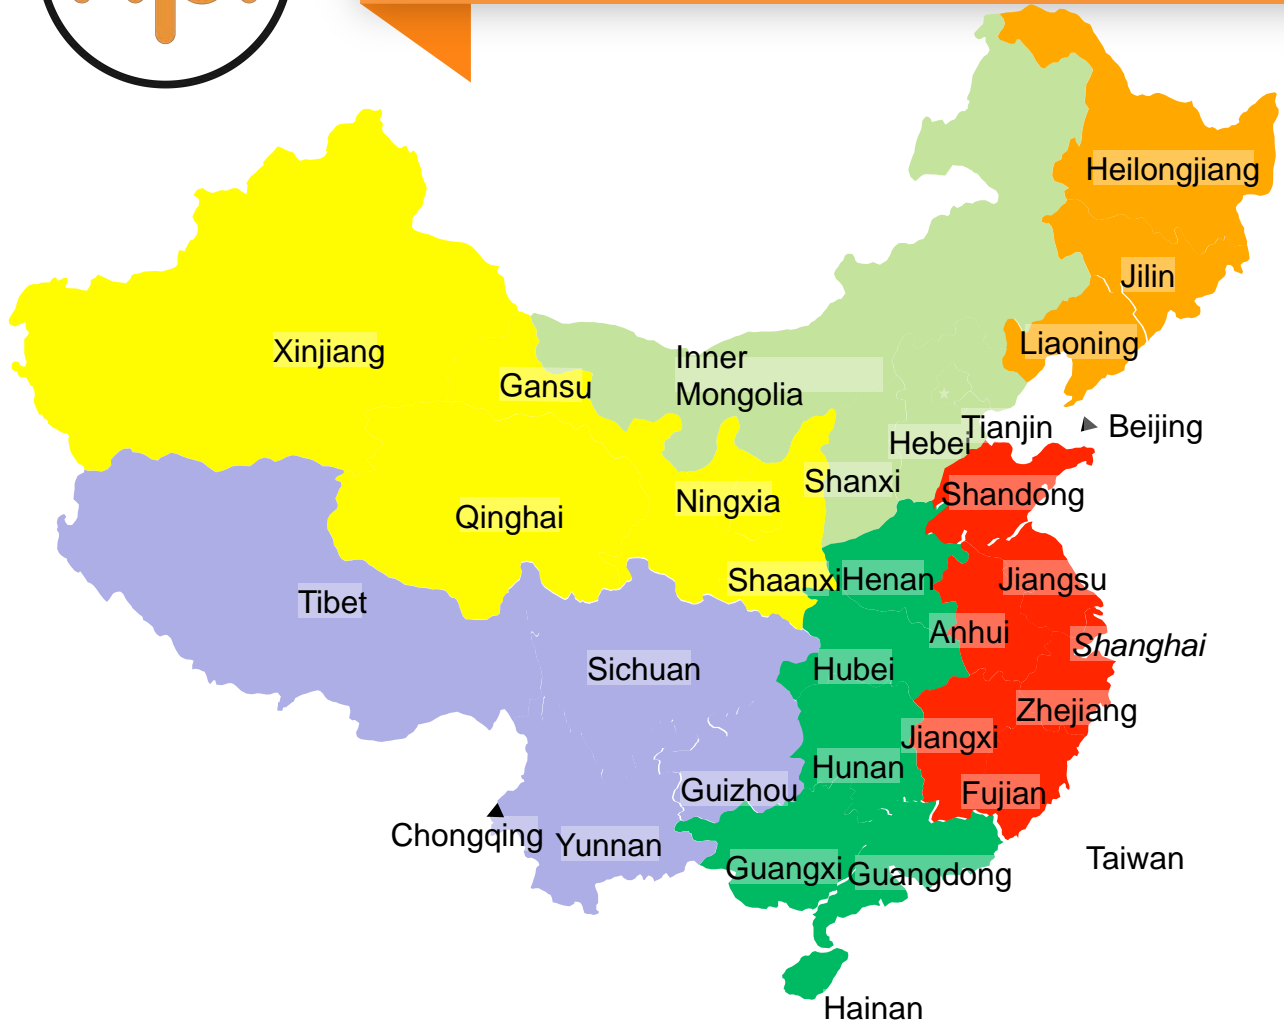 Heilongjiang
Jilin
Liaoning
Xinjiang
Gansu
Inner
Mongolia
Tianjin
Beijing
Hebei
Shanxi
Shandong
Ningxia
Qinghai
Shaanxi
Henan
Jiangsu
Tibet
Anhui
Shanghai
Sichuan
Hubei
Zhejiang
Jiangxi
Hunan
Guizhou
Fujian
Chongqing
Yunnan
Taiwan
Guangxi
Guangdong
Hainan